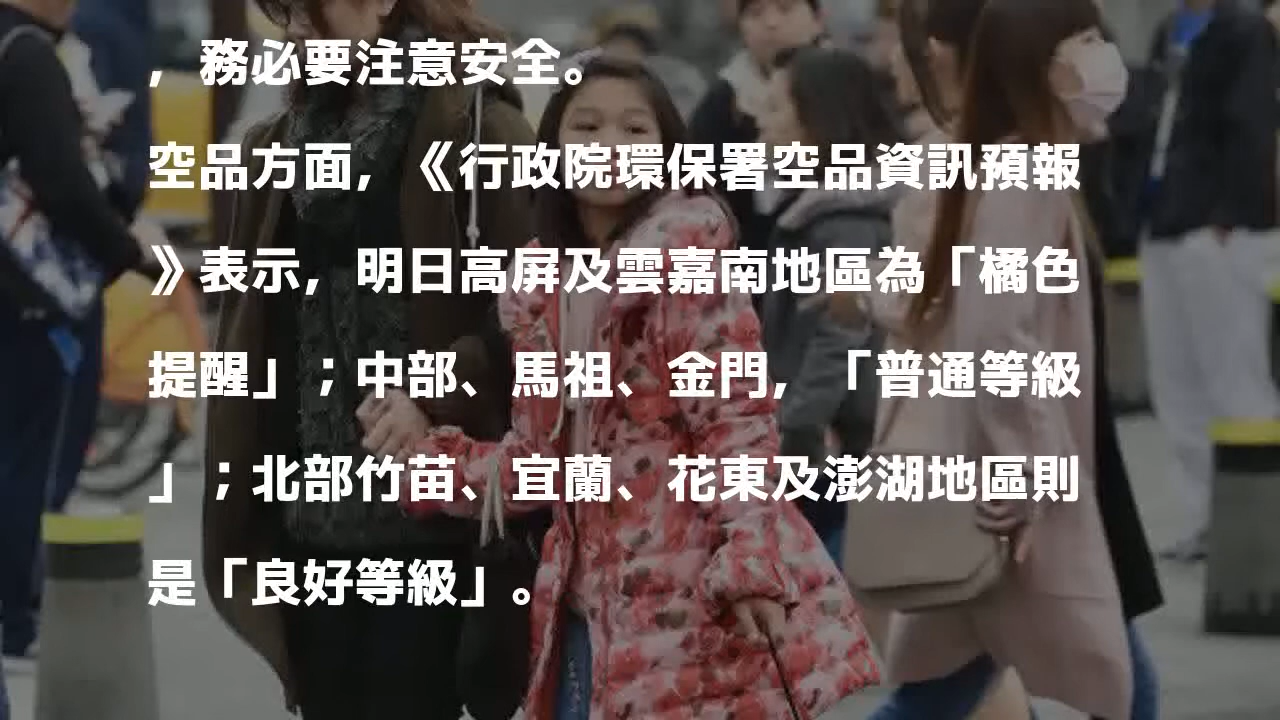 ，務必要注意安全。
空品方面，《行政院環保署空品資訊預報
》表示，明日高屏及雲嘉南地區為「橘色
提醒」；中部、馬祖、金門，「普通等級
」；北部竹苗、宜蘭、花東及澎湖地區則
是「良好等級」。